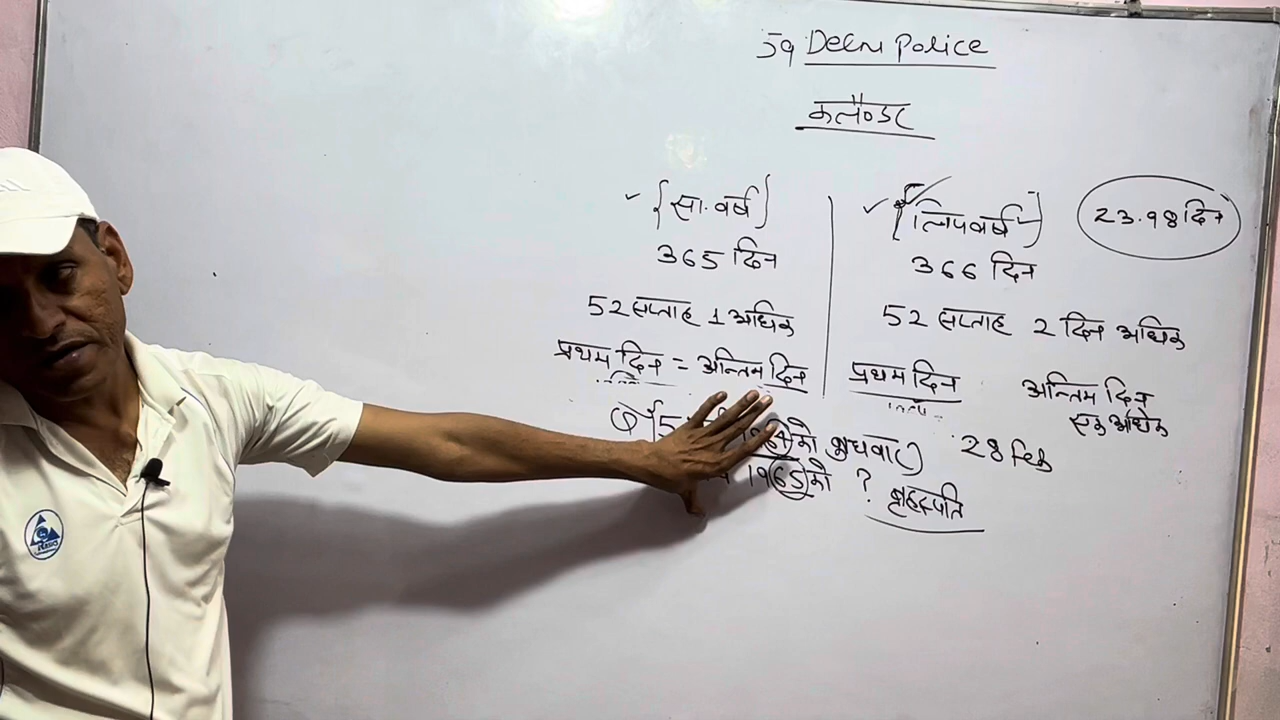 59 Delhi Police
कलैण्डर
{सा. वर्ष}
365 दिन
52 सप्ताह 1 अधिक
प्रथम दिन = अन्तिम दिन
{लिपवर्ष}
366 दिन
52 सप्ताह 2 दिन अधिक
प्रथम दिन अन्तिम दिन
एक अधिक
23.98 दिन
को बुधवार
28 दिन
1965 को ? बृहस्पति